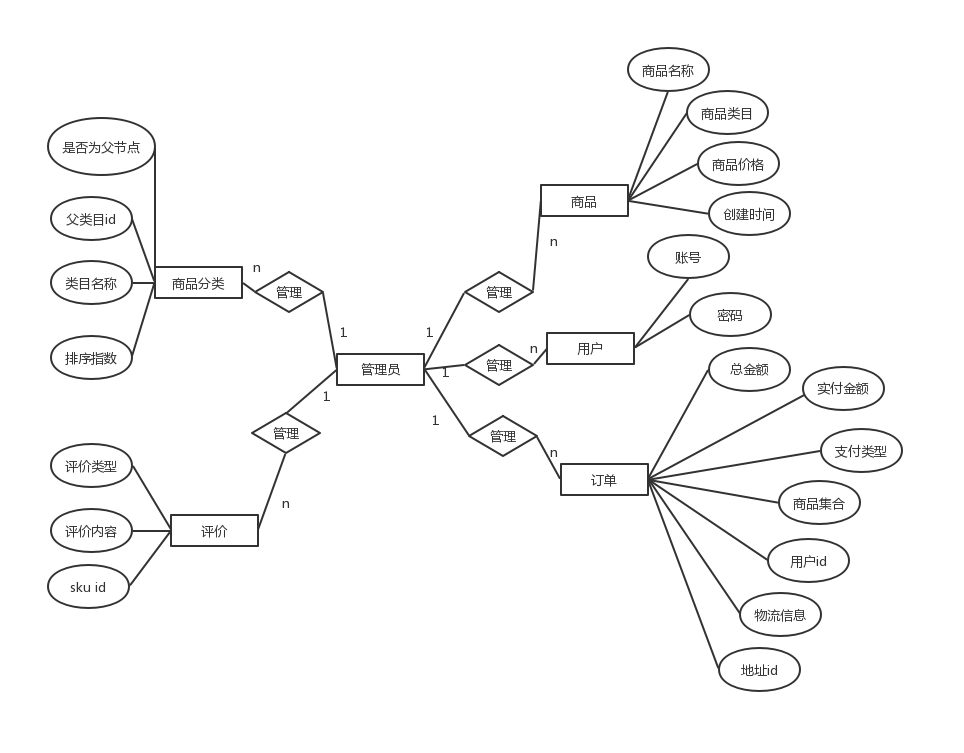 商品名称
商品类目
是否为父节点
商品价格
商品
父类目id
创建时间
n
账号
n
类目名称
商品分类
管理
管理
密码
1
1
n
用户
排序指数
管理员
1
管理
总金额
实付金额
1
1
管理
管理
n
支付类型
评价类型
订单
n
商品集合
评价内容
评价
用户id
sku id
物流信息
地址id